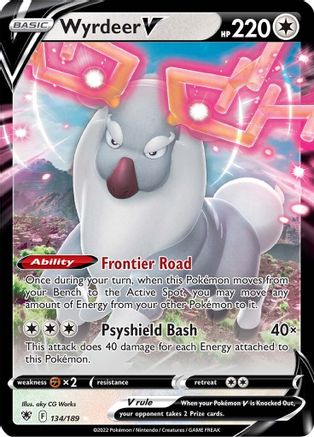 BASIC Wyrdeer V HP 220
Ability Frontier Road
Once during your turn, when this Pokémon moves from
your Bench to the Active Spot, you may move any
amount of Energy from your other Pokémon to it.
Psyshield Bash 40×
This attack does 40 damage for each Energy attached to
this Pokémon.
weakness ×2 resistance retreat
Illus. aky CG Works
V rule When your Pokémon V is Knocked Out,
your opponent takes 2 Prize cards.
F 134/189
©2022 Pokémon / Nintendo / Creatures / GAME FREAK